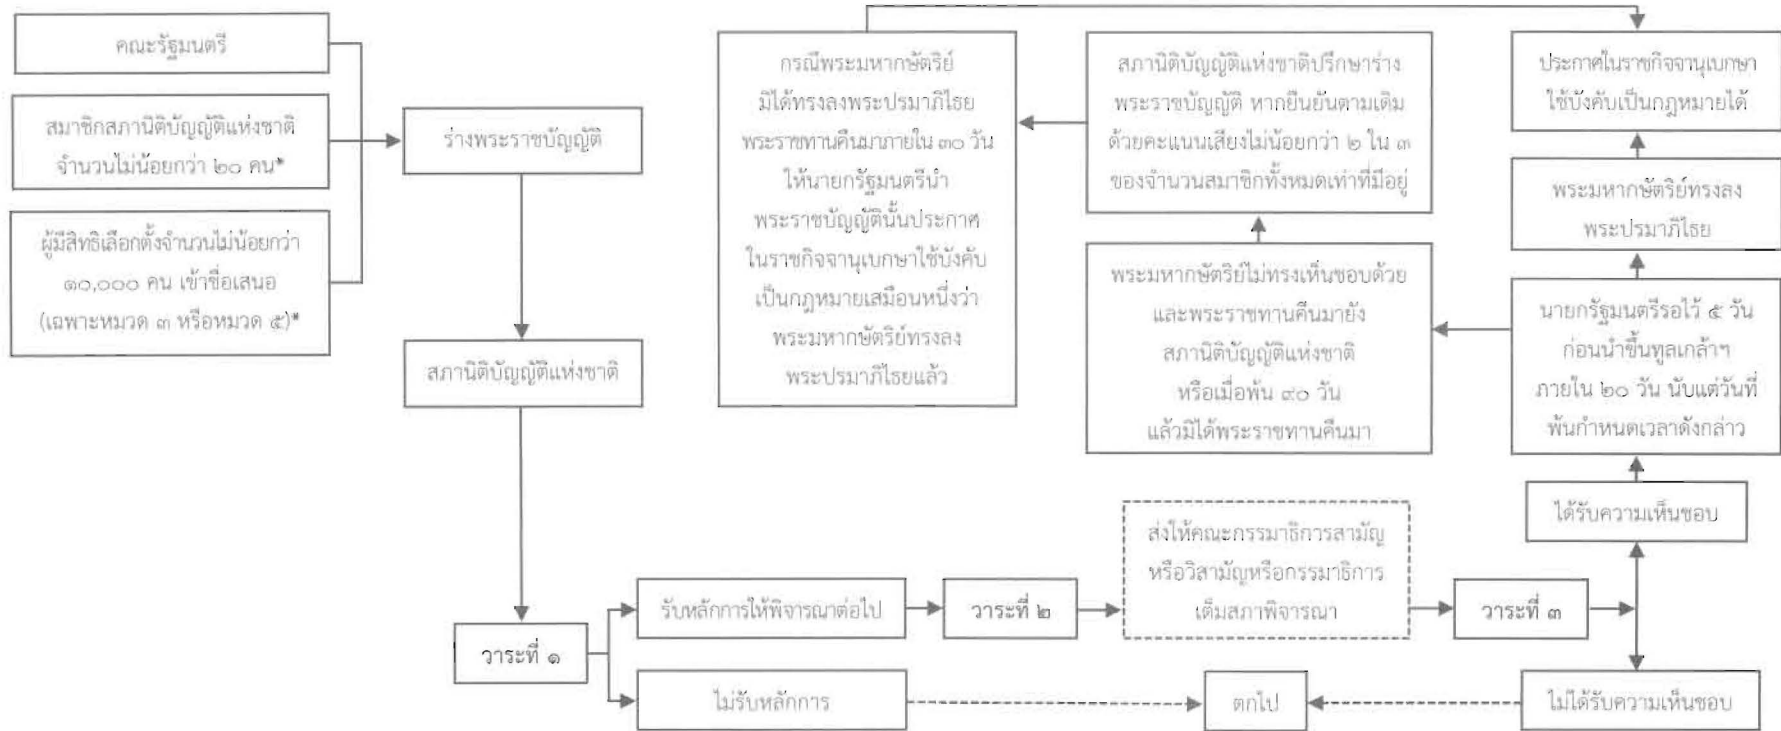 คณะรัฐมนตรี
สมาชิกสภานิติบัญญัติแห่งชาติ
จำนวนไม่น้อยกว่า ๒๐ คน*
ผู้มีสิทธิเลือกตั้งจำนวนไม่น้อยกว่า
๑๐,๐๐๐ คน เข้าชื่อเสนอ
(เฉพาะหมวด ๓ หรือหมวด ๕)*
ร่างพระราชบัญญัติ
สภานิติบัญญัติแห่งชาติ
วาระที่ ๑
รับหลักการให้พิจารณาต่อไป
ไม่รับหลักการ
วาระที่ ๒
ส่งให้คณะกรรมาธิการสามัญ
หรือวิสามัญหรือกรรมาธิการ
เต็มสภาพิจารณา
วาระที่ ๓
ตกไป
ได้รับความเห็นชอบ
ไม่ได้รับความเห็นชอบ
นายกรัฐมนตรีรอไว้ ๕ วัน
ก่อนนำขึ้นทูลเกล้าฯ
ภายใน ๒๐ วัน นับแต่วันที่
พ้นกำหนดเวลาดังกล่าว
พระมหากษัตริย์ทรงลง
พระปรมาภิไธย
ประกาศในราชกิจจานุเบกษา
ใช้บังคับเป็นกฎหมายได้
พระมหากษัตริย์ไม่ทรงเห็นชอบด้วย
และพระราชทานคืนมายัง
สภานิติบัญญัติแห่งชาติ
หรือเมื่อพ้น ๙๐ วัน
แล้วมิได้พระราชทานคืนมา
สภานิติบัญญัติแห่งชาติปรึกษาร่าง
พระราชบัญญัติ หากยืนยันตามเดิม
ด้วยคะแนนเสียงไม่น้อยกว่า ๒ ใน ๓
ของจำนวนสมาชิกทั้งหมดเท่าที่มีอยู่
กรณีพระมหากษัตริย์
มิได้ทรงลงพระปรมาภิไธย
พระราชทานคืนมาภายใน ๓๐ วัน
ให้นายกรัฐมนตรีนำ
พระราชบัญญัตินั้นประกาศ
ในราชกิจจานุเบกษาใช้บังคับ
เป็นกฎหมายเสมือนหนึ่งว่า
พระมหากษัตริย์ทรงลง
พระปรมาภิไธยแล้ว